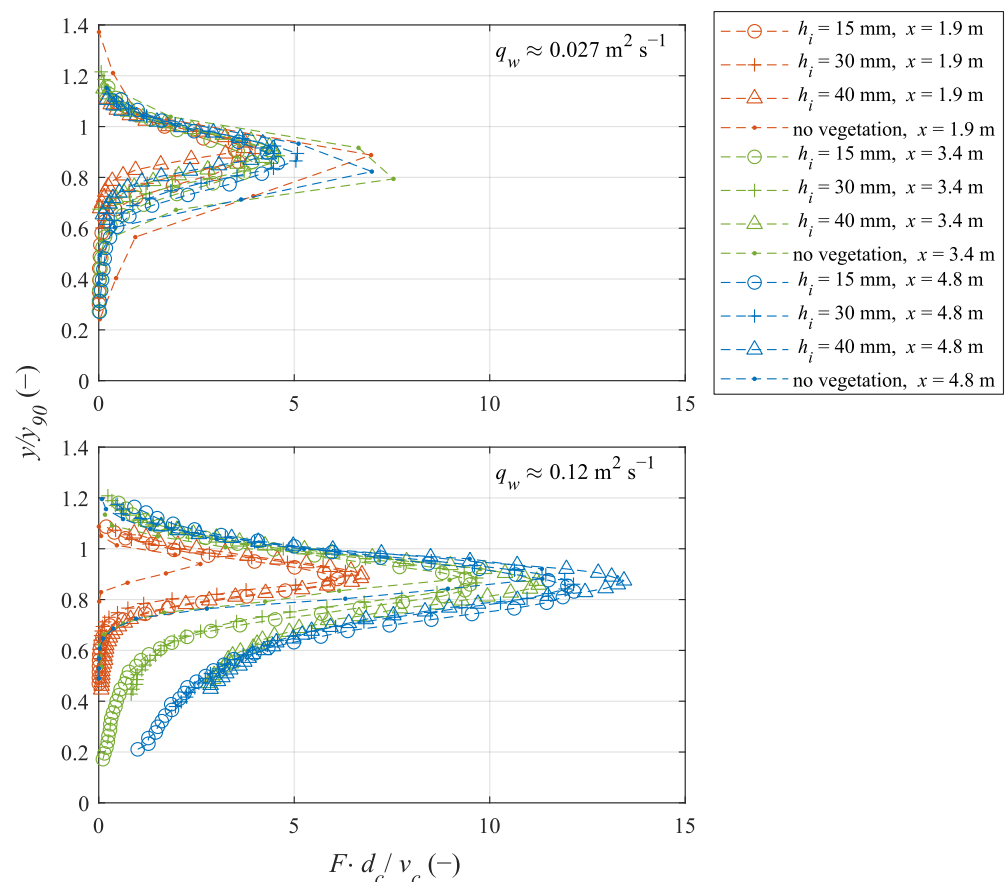 1.4
1.2
1
0.8
0.6
0.4
0.2
0
q_w ≈ 0.027 m² s⁻¹
0 5 10 15
h_i = 15 mm, x = 1.9 m
h_i = 30 mm, x = 1.9 m
h_i = 40 mm, x = 1.9 m
no vegetation, x = 1.9 m
h_i = 15 mm, x = 3.4 m
h_i = 30 mm, x = 3.4 m
h_i = 40 mm, x = 3.4 m
no vegetation, x = 3.4 m
h_i = 15 mm, x = 4.8 m
h_i = 30 mm, x = 4.8 m
h_i = 40 mm, x = 4.8 m
no vegetation, x = 4.8 m
y/y_90 (−)
1.4
1.2
1
0.8
0.6
0.4
0.2
0
q_w ≈ 0.12 m² s⁻¹
0 5 10 15
F· d_c/ v_c (−)